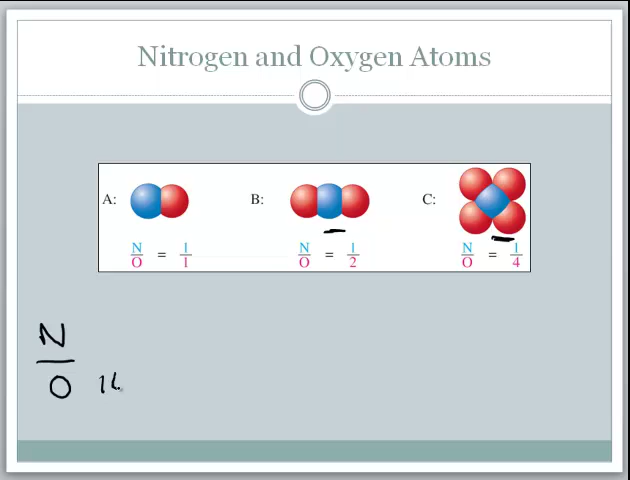 Nitrogen and Oxygen Atoms
A: B: C:
N/O = 1/1 N/O = 1/2 N/O = 1/4
N
O